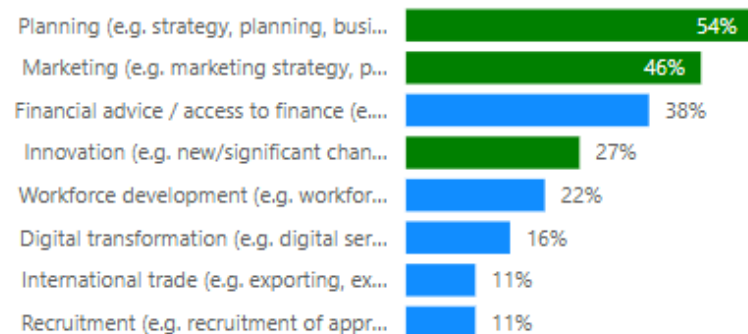 Planning (e.g. strategy, planning, busi... 54%
Marketing (e.g. marketing strategy, p... 46%
Financial advice / access to finance (e.... 38%
Innovation (e.g. new/significant chan... 27%
Workforce development (e.g. workfor... 22%
Digital transformation (e.g. digital ser... 16%
International trade (e.g. exporting, ex... 11%
Recruitment (e.g. recruitment of appr... 11%